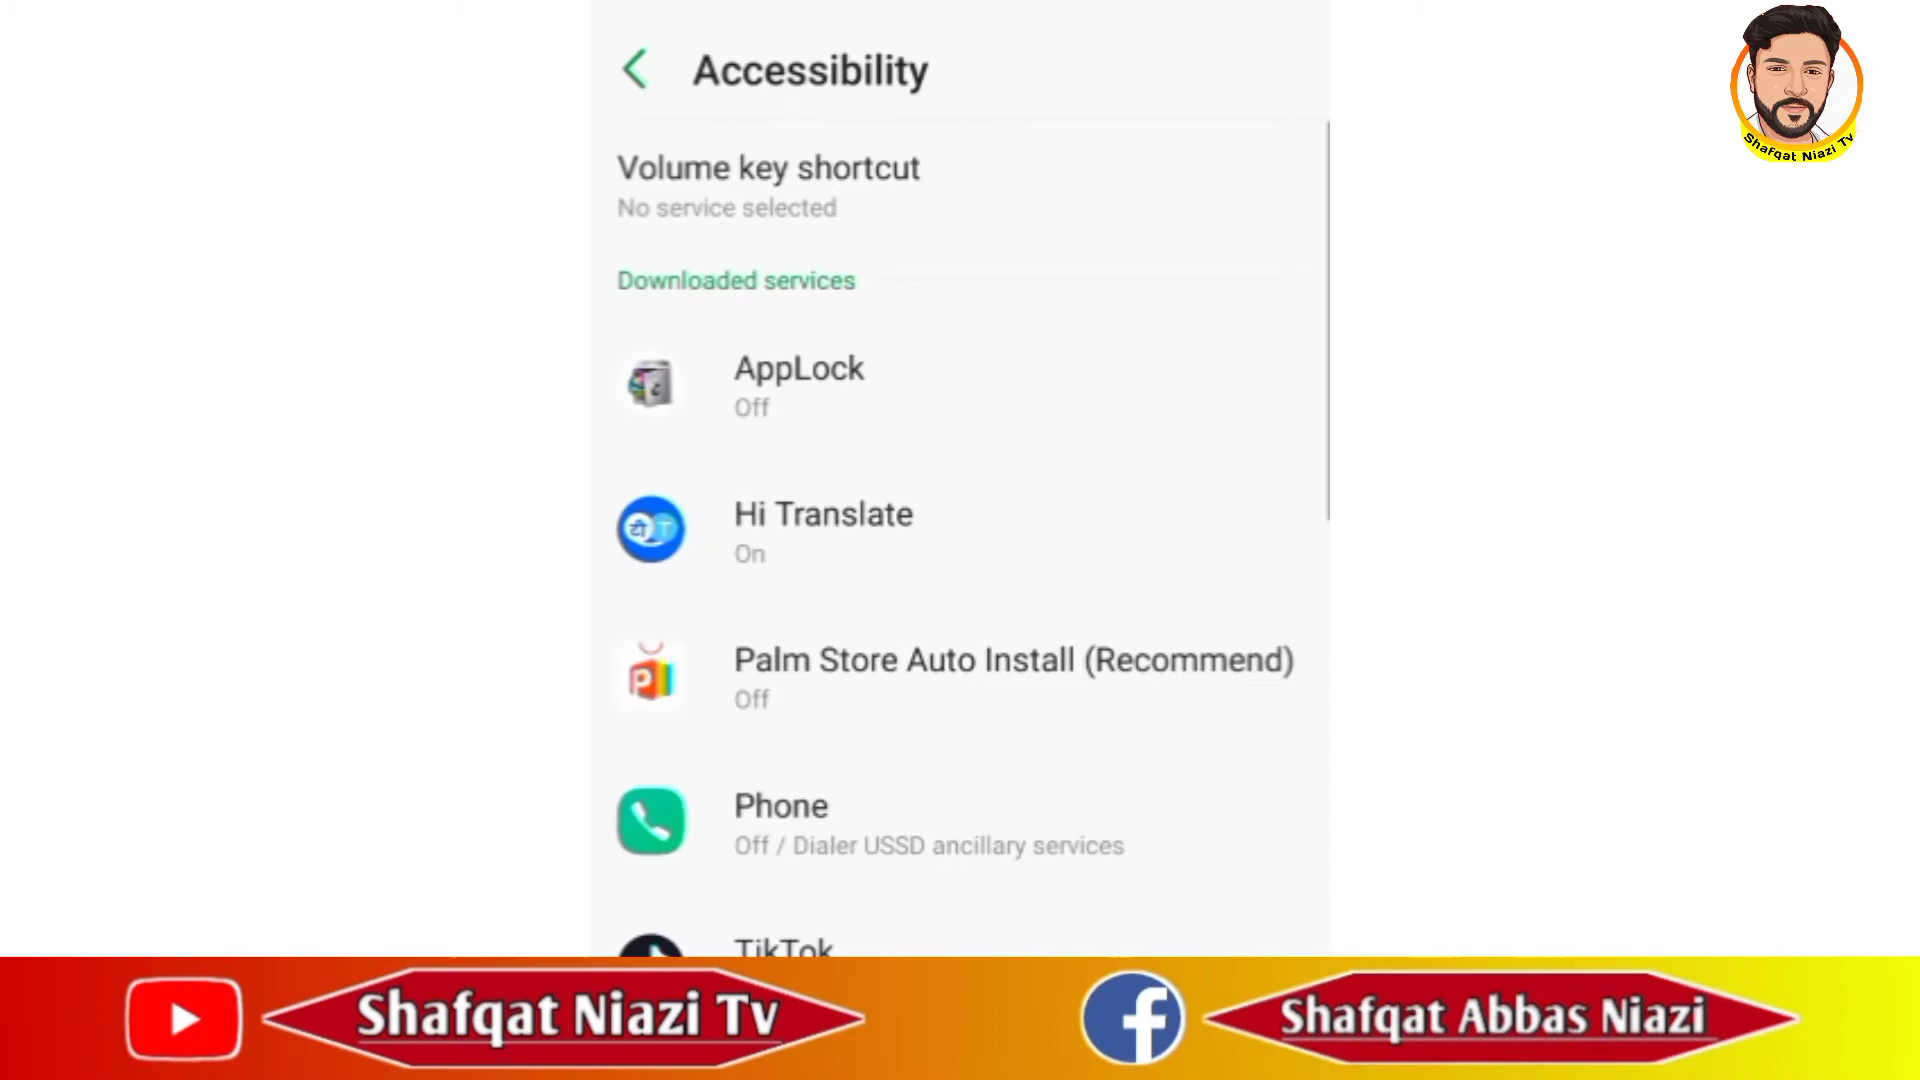 Accessibility
Shafqat Niazi Tv
Volume key shortcut
No service selected
Downloaded services
AppLock
Off
Hi Translate
On
Palm Store Auto Install (Recommend)
Off
Phone
Off / Dialer USSD ancillary services
TikTok
Shafqat Niazi Tv
Shafqat Abbas Niazi